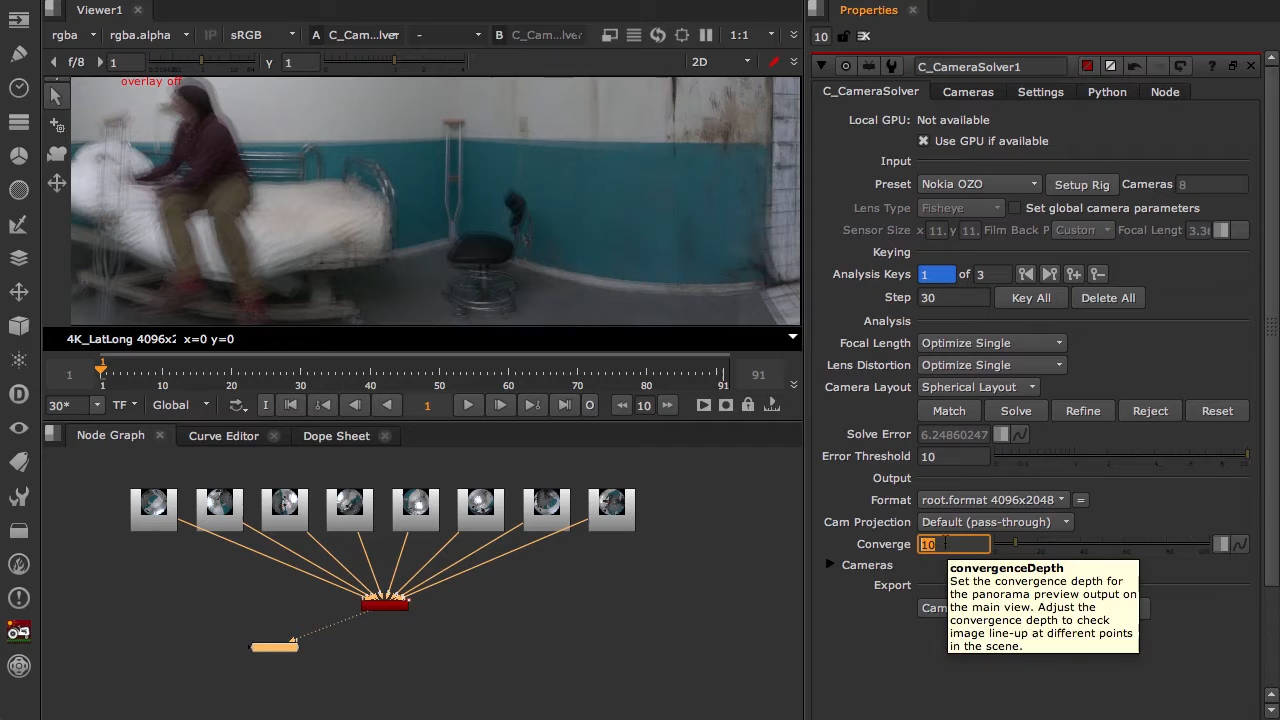 Viewer1
rgba rgba.alpha IP sRGB A C_Cam...lver - B C_Cam...lver 1:1
f/8 1 γ 1 2D
overlay off
4K_LatLong 4096x2 x=0 y=0
1
1 91
1 10 20 30 40 50 60 70 80 91
30* TF Global I 1 O 10
Node Graph Curve Editor Dope Sheet
Properties
10
C_CameraSolver1
C_CameraSolver Cameras Settings Python Node
Local GPU: Not available
Use GPU if available
Input
Preset Nokia OZO Setup Rig Cameras 8
Lens Type Fisheye Set global camera parameters
Sensor Size x 11. y 11. Film Back P Custom Focal Lengt 3.36
Keying
Analysis Keys 1 of 3
Step 30 Key All Delete All
Analysis
Focal Length Optimize Single
Lens Distortion Optimize Single
Camera Layout Spherical Layout
Match Solve Refine Reject Reset
Solve Error 6.24860247
Error Threshold 10
Output
Format root.format 4096x2048 =
Cam Projection Default (pass-through)
Converge 10
Cameras
Export
Cam
convergenceDepth
Set the convergence depth for
the panorama preview output on
the main view. Adjust the
convergence depth to check
image line-up at different points
in the scene.